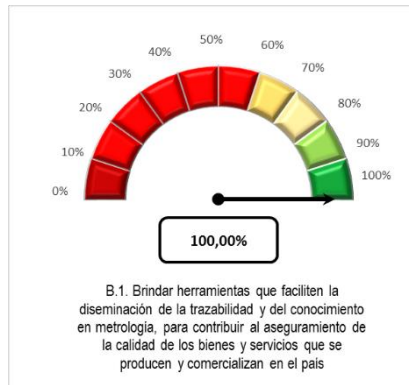 50%
40%
60%
30%
70%
20%
80%
10%
90%
0%
100%
100,00%
B.1. Brindar herramientas que faciliten la
diseminación de la trazabilidad y del conocimiento
en metrología, para contribuir al aseguramiento de
la calidad de los bienes y servicios que se
producen y comercializan en el país